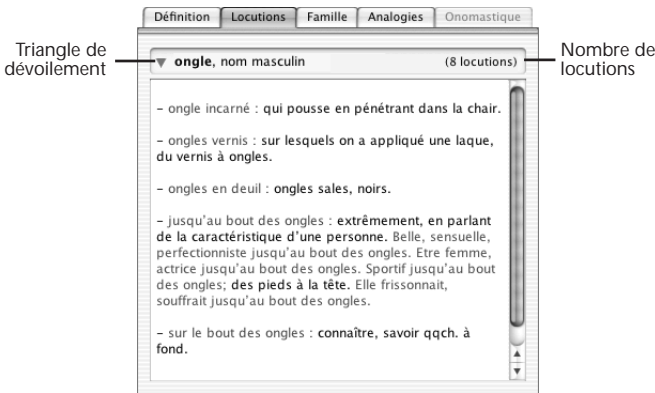 Définition Locutions Famille Analogies Onomastique
Triangle de
dévoilement
ongle, nom masculin (8 locutions)
Nombre de
locutions
– ongle incarné : qui pousse en pénétrant dans la chair.
– ongles vernis : sur lesquels on a appliqué une laque,
du vernis à ongles.
– ongles en deuil : ongles sales, noirs.
– jusqu'au bout des ongles : extrêmement, en parlant
de la caractéristique d'une personne. Belle, sensuelle,
perfectionniste jusqu'au bout des ongles. Etre femme,
actrice jusqu'au bout des ongles. Sportif jusqu'au bout
des ongles; des pieds à la tête. Elle frissonnait,
souffrait jusqu'au bout des ongles.
– sur le bout des ongles : connaître, savoir qqch. à
fond.